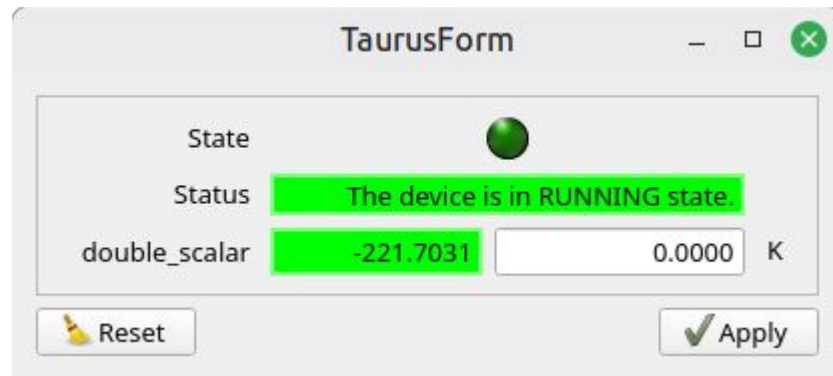 TaurusForm
State
Status The device is in RUNNING state.
double_scalar -221.7031 0.0000 K
Reset Apply